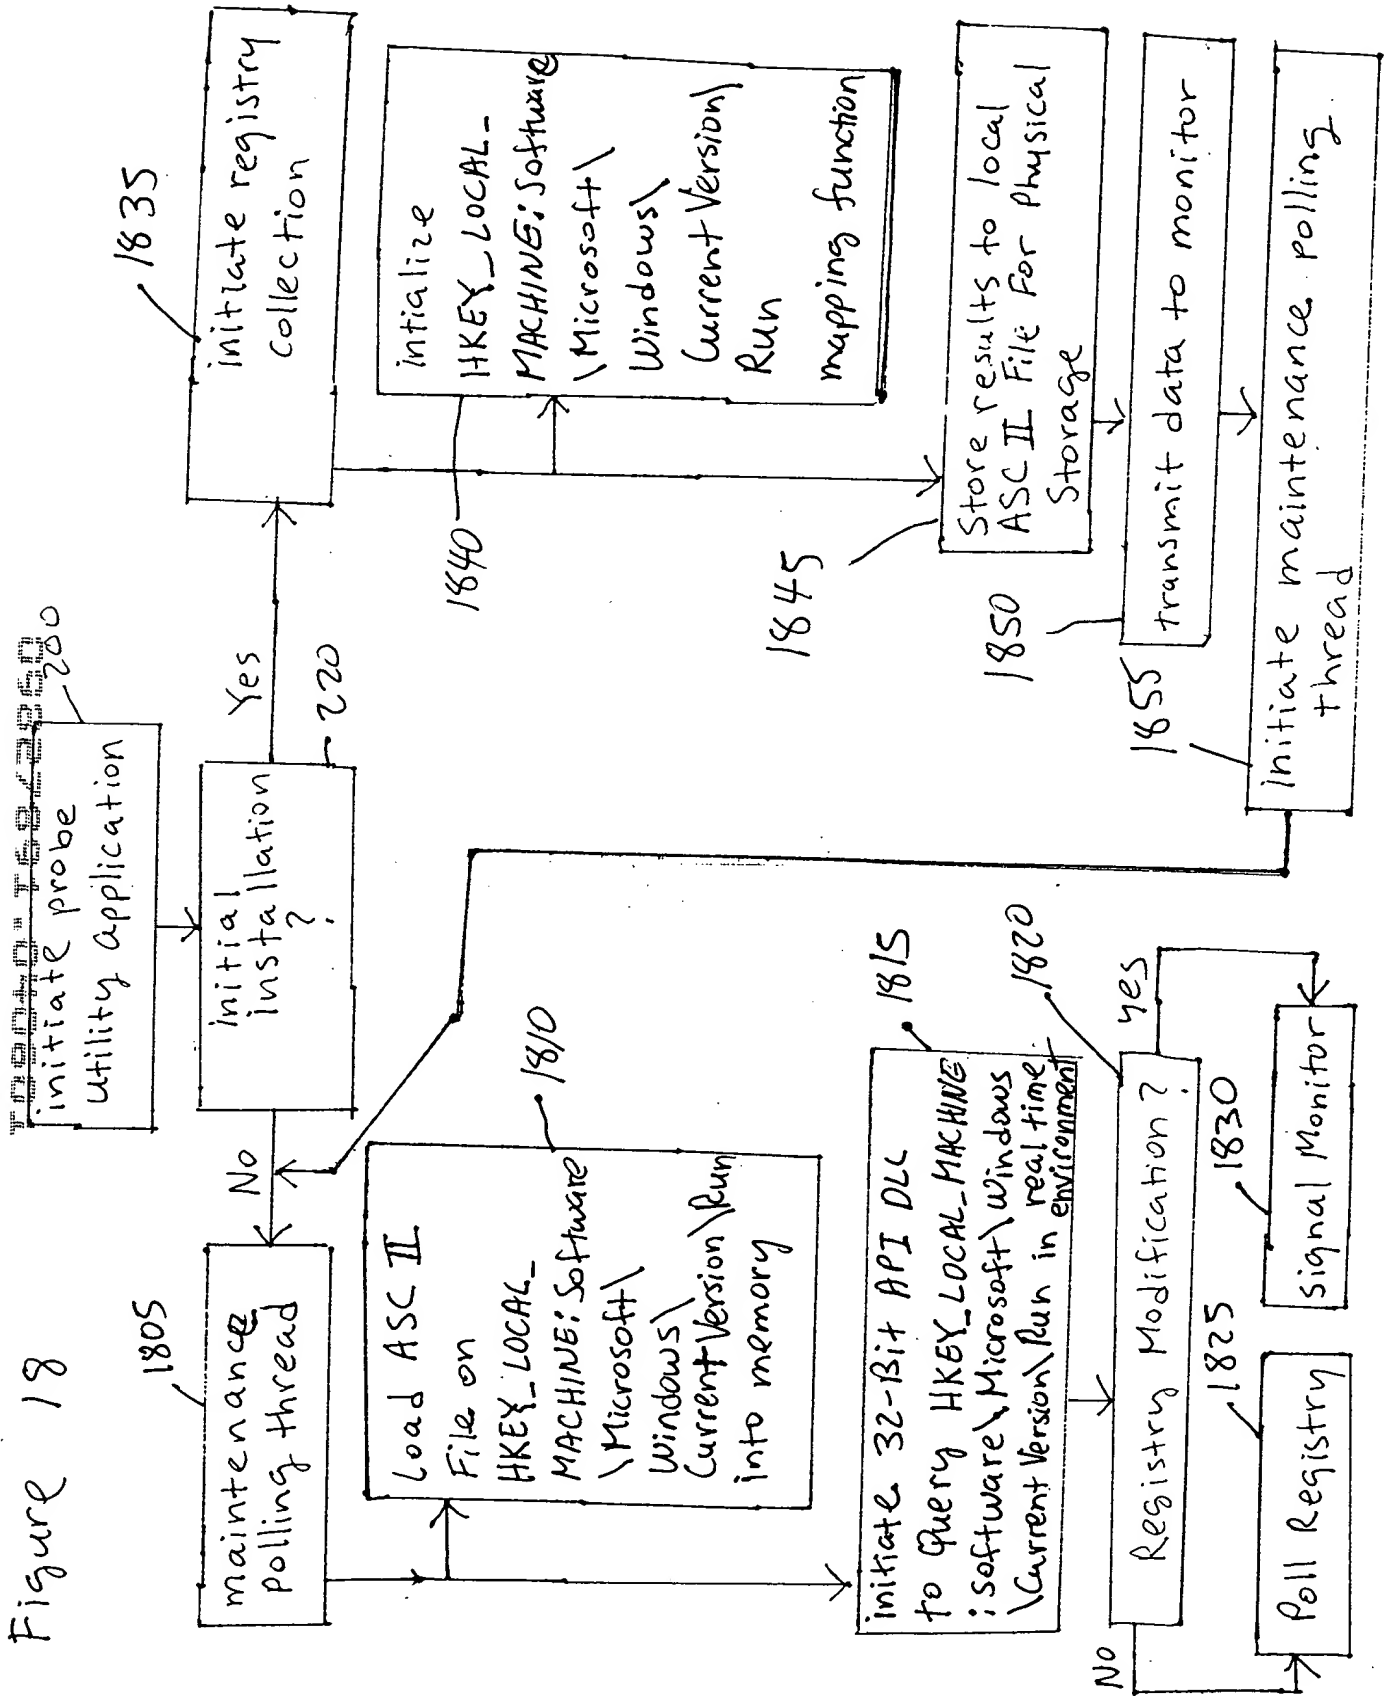 Figure 18
initiate probe
Utility application
200
initial
installation
?
220
Yes
No
1805
maintenance
polling thread
Load ASC II
File on
HKEY_LOCAL_
MACHINE:Software
\Microsoft\
Windows\
Current Version\Run
into memory
1810
initiate 32-Bit API DLL
to Query HKEY_LOCAL_MACHINE
:software\Microsoft\Windows
\Current Version\Run in real time
environment
1815
Registry Modification?
1820
No
yes
1825
Poll Registry
1830
Signal Monitor
1835
initiate registry
collection
intialize
HKEY_LOCAL_
MACHINE:Software
\Microsoft\
Windows\
Current Version\
Run
mapping function
1840
1845
Store results to local
ASC II File For Physical
Storage
1850
transmit data to monitor
1855
initiate maintenance polling
thread